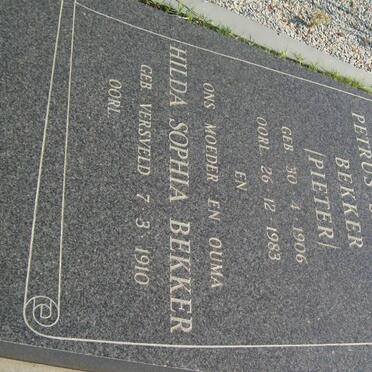 PETRUS
BEKKER
/PIETER/
GEB. 30 . 4 . 1906
OORL. 26 . 12 . 1983
EN
ONS MOEDER EN OUMA
HILDA SOPHIA BEKKER
GEB. VERSVELD 7 . 3 . 1910
OORL.